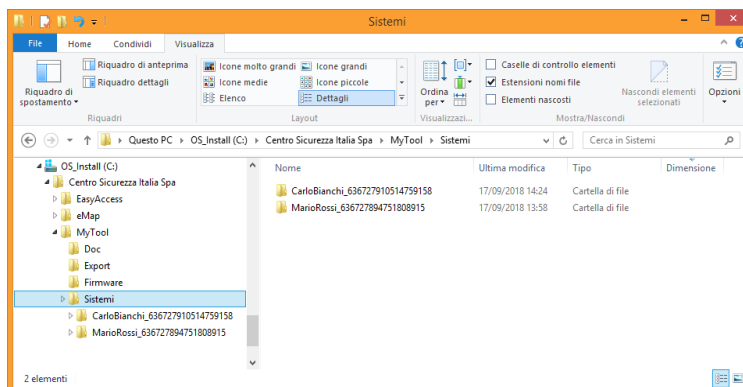 Sistemi
File Home Condividi Visualizza
Riquadro di spostamento
Riquadro di anteprima
Riquadro dettagli
Riquadri
Icone molto grandi Icone grandi
Icone medie Icone piccole
Elenco Dettagli
Layout
Ordina per
Visualizzazi...
Caselle di controllo elementi
Estensioni nomi file
Elementi nascosti
Nascondi elementi selezionati
Mostra/Nascondi
Opzioni
Questo PC OS_Install (C:) Centro Sicurezza Italia Spa MyTool Sistemi
Cerca in Sistemi
OS_Install (C:)
Centro Sicurezza Italia Spa
EasyAccess
eMap
MyTool
Doc
Export
Firmware
Sistemi
CarloBianchi_636727910514759158
MarioRossi_636727894751808915
Nome Ultima modifica Tipo Dimensione
CarloBianchi_636727910514759158 17/09/2018 14:24 Cartella di file
MarioRossi_636727894751808915 17/09/2018 13:58 Cartella di file
2 elementi